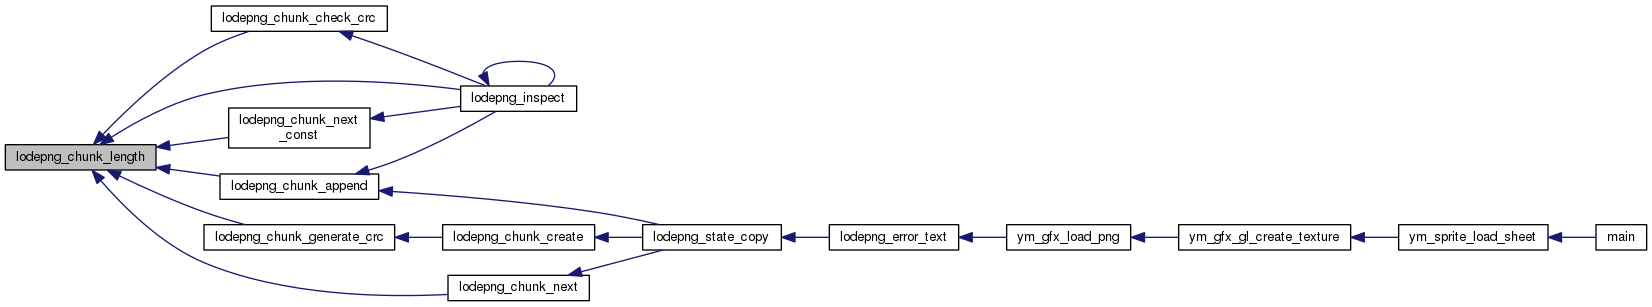 lodepng_chunk_check_crc
lodepng_inspect
lodepng_chunk_next
_const
lodepng_chunk_length
lodepng_chunk_append
lodepng_chunk_generate_crc
lodepng_chunk_create
lodepng_state_copy
lodepng_error_text
ym_gfx_load_png
ym_gfx_gl_create_texture
ym_sprite_load_sheet
main
lodepng_chunk_next